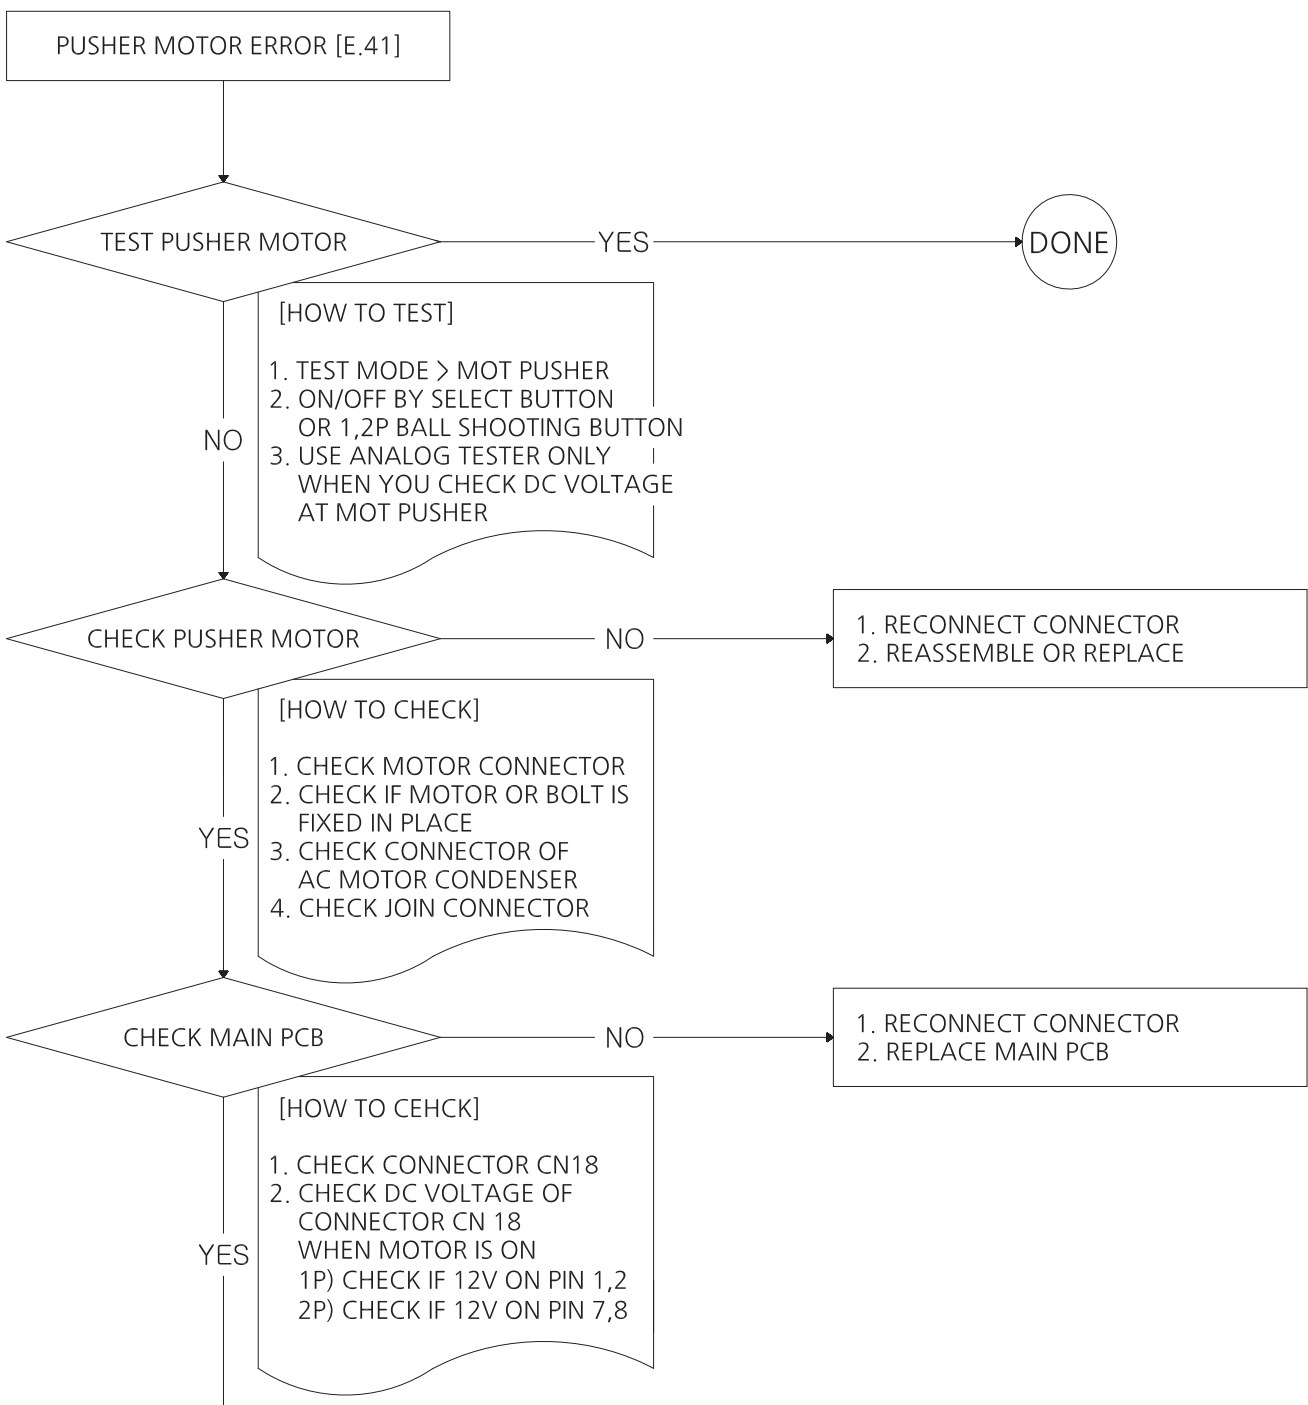 PUSHER MOTOR ERROR [E.41]
TEST PUSHER MOTOR
YES
DONE
[HOW TO TEST]
1. TEST MODE > MOT PUSHER
2. ON/OFF BY SELECT BUTTON
OR 1,2P BALL SHOOTING BUTTON
3. USE ANALOG TESTER ONLY
WHEN YOU CHECK DC VOLTAGE
AT MOT PUSHER
NO
CHECK PUSHER MOTOR
NO
1. RECONNECT CONNECTOR
2. REASSEMBLE OR REPLACE
[HOW TO CHECK]
1. CHECK MOTOR CONNECTOR
2. CHECK IF MOTOR OR BOLT IS
FIXED IN PLACE
3. CHECK CONNECTOR OF
AC MOTOR CONDENSER
4. CHECK JOIN CONNECTOR
YES
CHECK MAIN PCB
NO
1. RECONNECT CONNECTOR
2. REPLACE MAIN PCB
[HOW TO CEHCK]
1. CHECK CONNECTOR CN18
2. CHECK DC VOLTAGE OF
CONNECTOR CN 18
WHEN MOTOR IS ON
1P) CHECK IF 12V ON PIN 1,2
2P) CHECK IF 12V ON PIN 7,8
YES